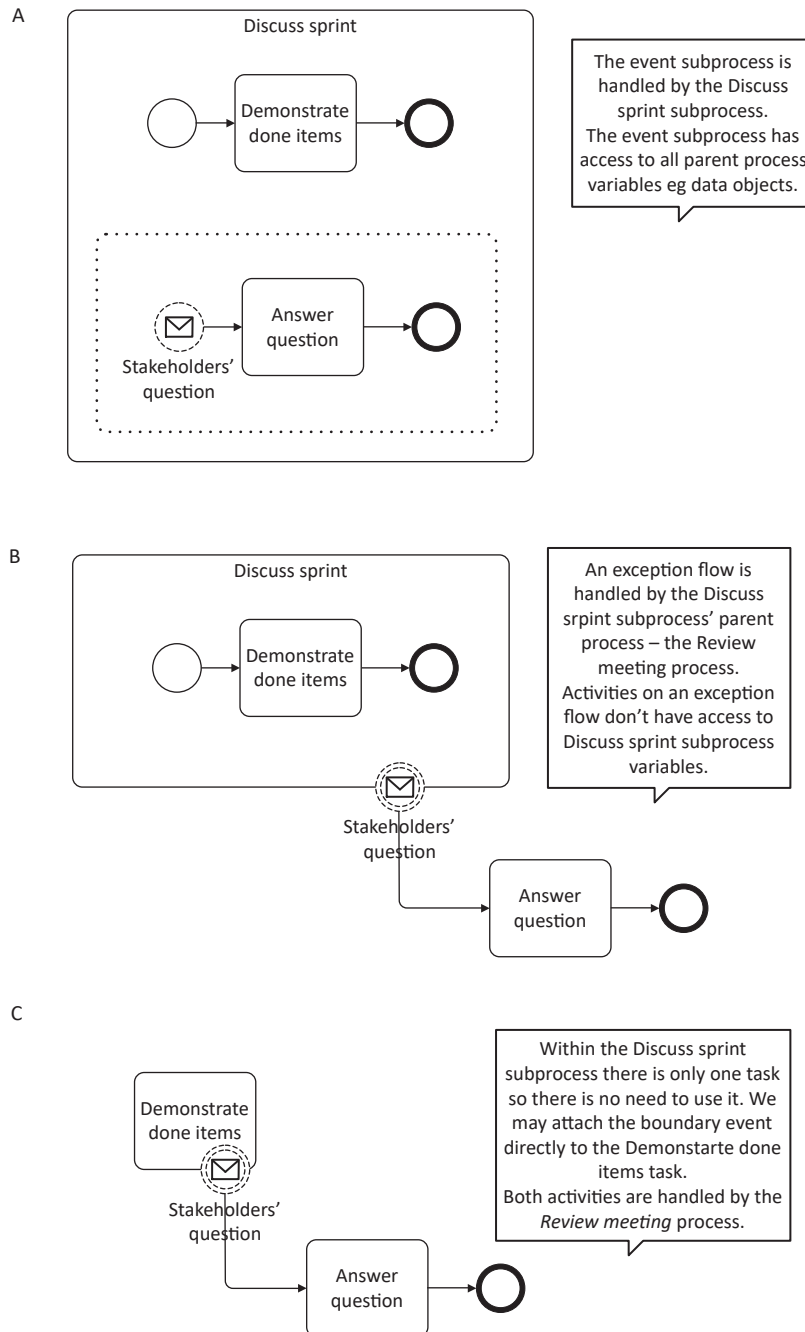 A
Discuss sprint
Demonstrate
done items
Answer
question
Stakeholders’
question
The event subprocess is
handled by the Discuss
sprint subprocess.
The event subprocess has
access to all parent process
variables eg data objects.
B
Discuss sprint
Demonstrate
done items
Stakeholders’
question
Answer
question
An exception flow is
handled by the Discuss
srpint subprocess’ parent
process – the Review
meeting process.
Activities on an exception
flow don’t have access to
Discuss sprint subprocess
variables.
C
Demonstrate
done items
Stakeholders’
question
Answer
question
Within the Discuss sprint
subprocess there is only one task
so there is no need to use it. We
may attach the boundary event
directly to the Demonstarte done
items task.
Both activities are handled by the
Review meeting process.